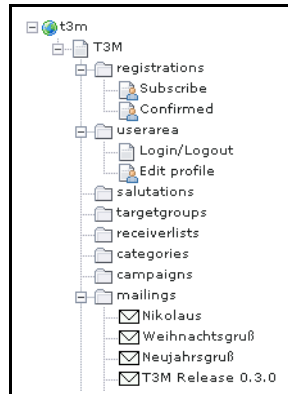 t3m
T3M
registrations
Subscribe
Confirmed
userarea
Login/Logout
Edit profile
salutations
targetgroups
receiverlists
categories
campaigns
mailings
Nikolaus
Weihnachtsgruß
Neujahrsgruß
T3M Release 0.3.0